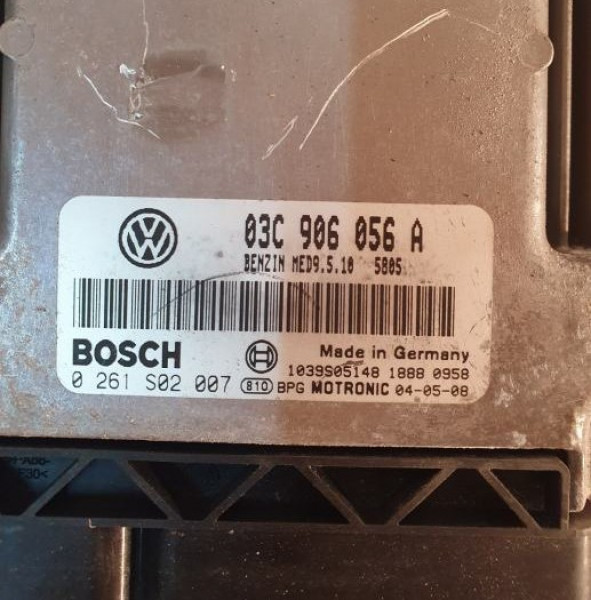 03C 906 056 A
BENZIN MED9.5.10 5805
BOSCH
Made in Germany
1039S05148 1888 0958
0 261 S02 007 810 BPG MOTRONIC 04-05-08